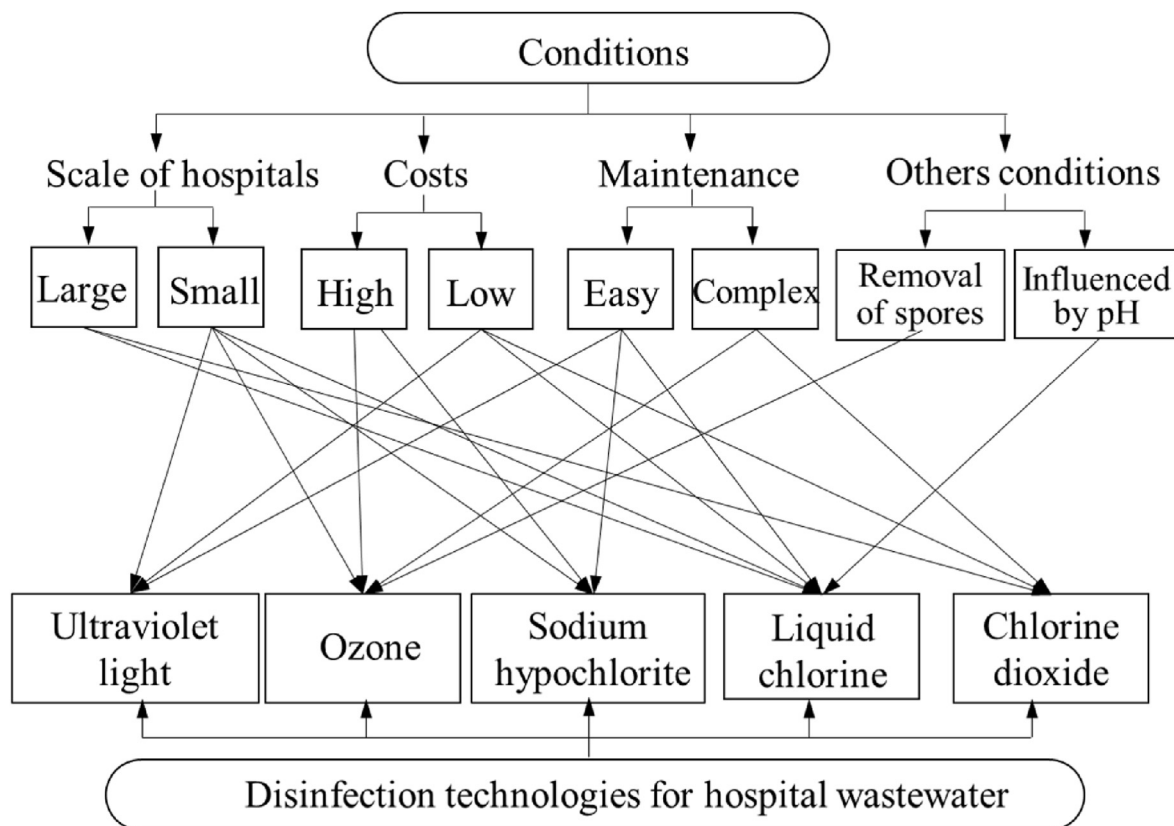 Conditions
Scale of hospitals
Costs
Maintenance
Others conditions
Large
Small
High
Low
Easy
Complex
Removal
of spores
Influenced
by pH
Ultraviolet
light
Ozone
Sodium
hypochlorite
Liquid
chlorine
Chlorine
dioxide
Disinfection technologies for hospital wastewater